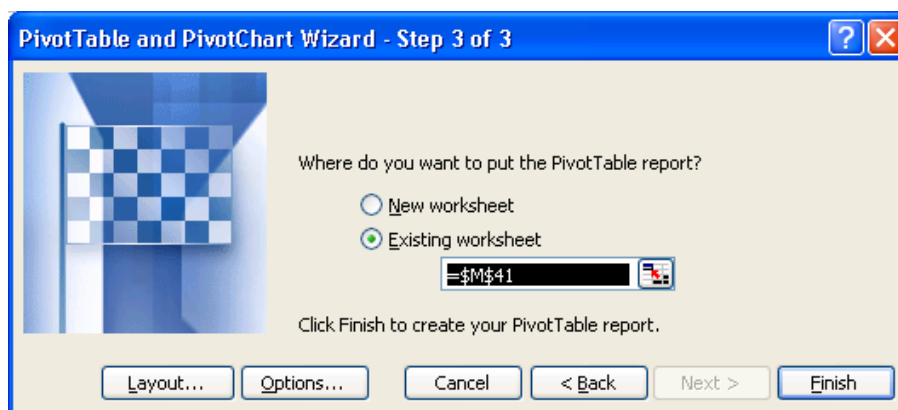 PivotTable and PivotChart Wizard - Step 3 of 3
?
Where do you want to put the PivotTable report?
New worksheet
Existing worksheet
=$M$41
Click Finish to create your PivotTable report.
Layout... Options... Cancel < Back Next > Finish